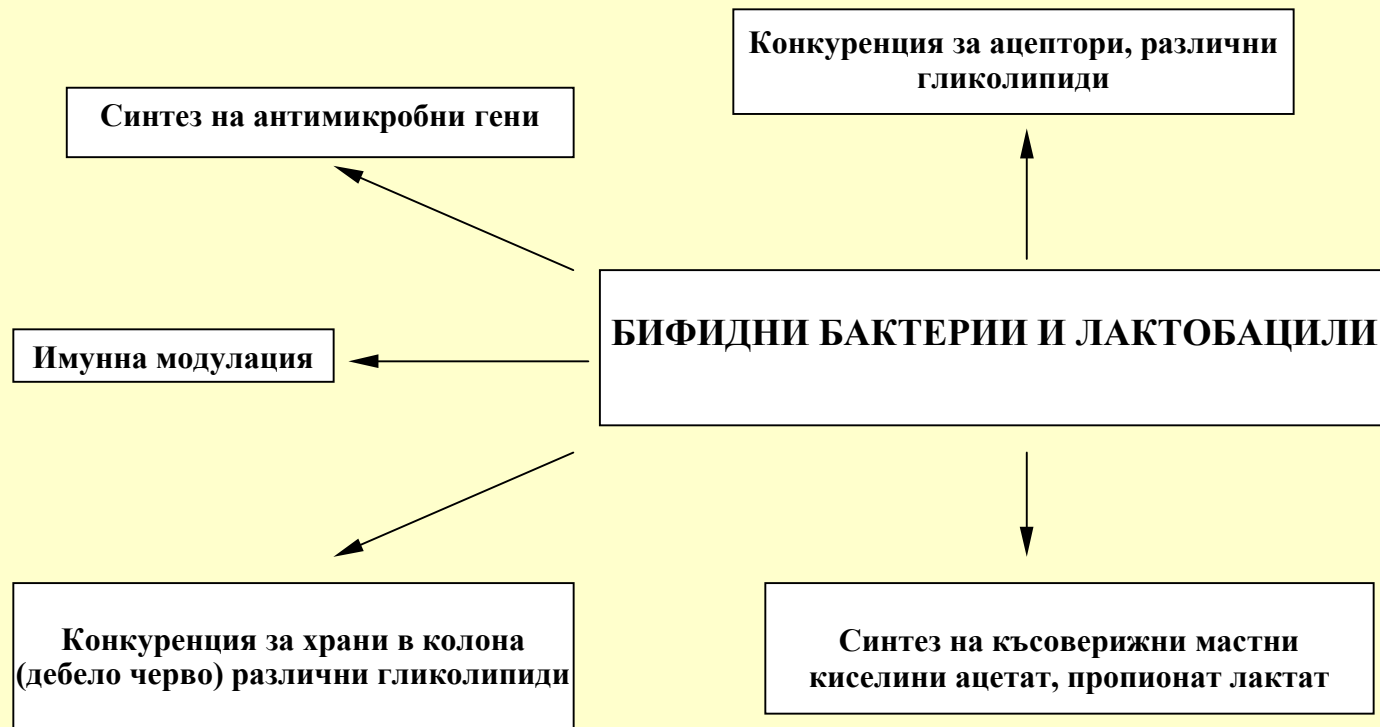 Конкуренция за ацептори, различни
гликолипиди
Синтез на антимикробни гени
БИФИДНИ БАКТЕРИИ И ЛАКТОБАЦИЛИ
Имунна модулация
Конкуренция за храни в колона
(дебело черво) различни гликолипиди
Синтез на късоверижни мастни
киселини ацетат, пропионат лактат